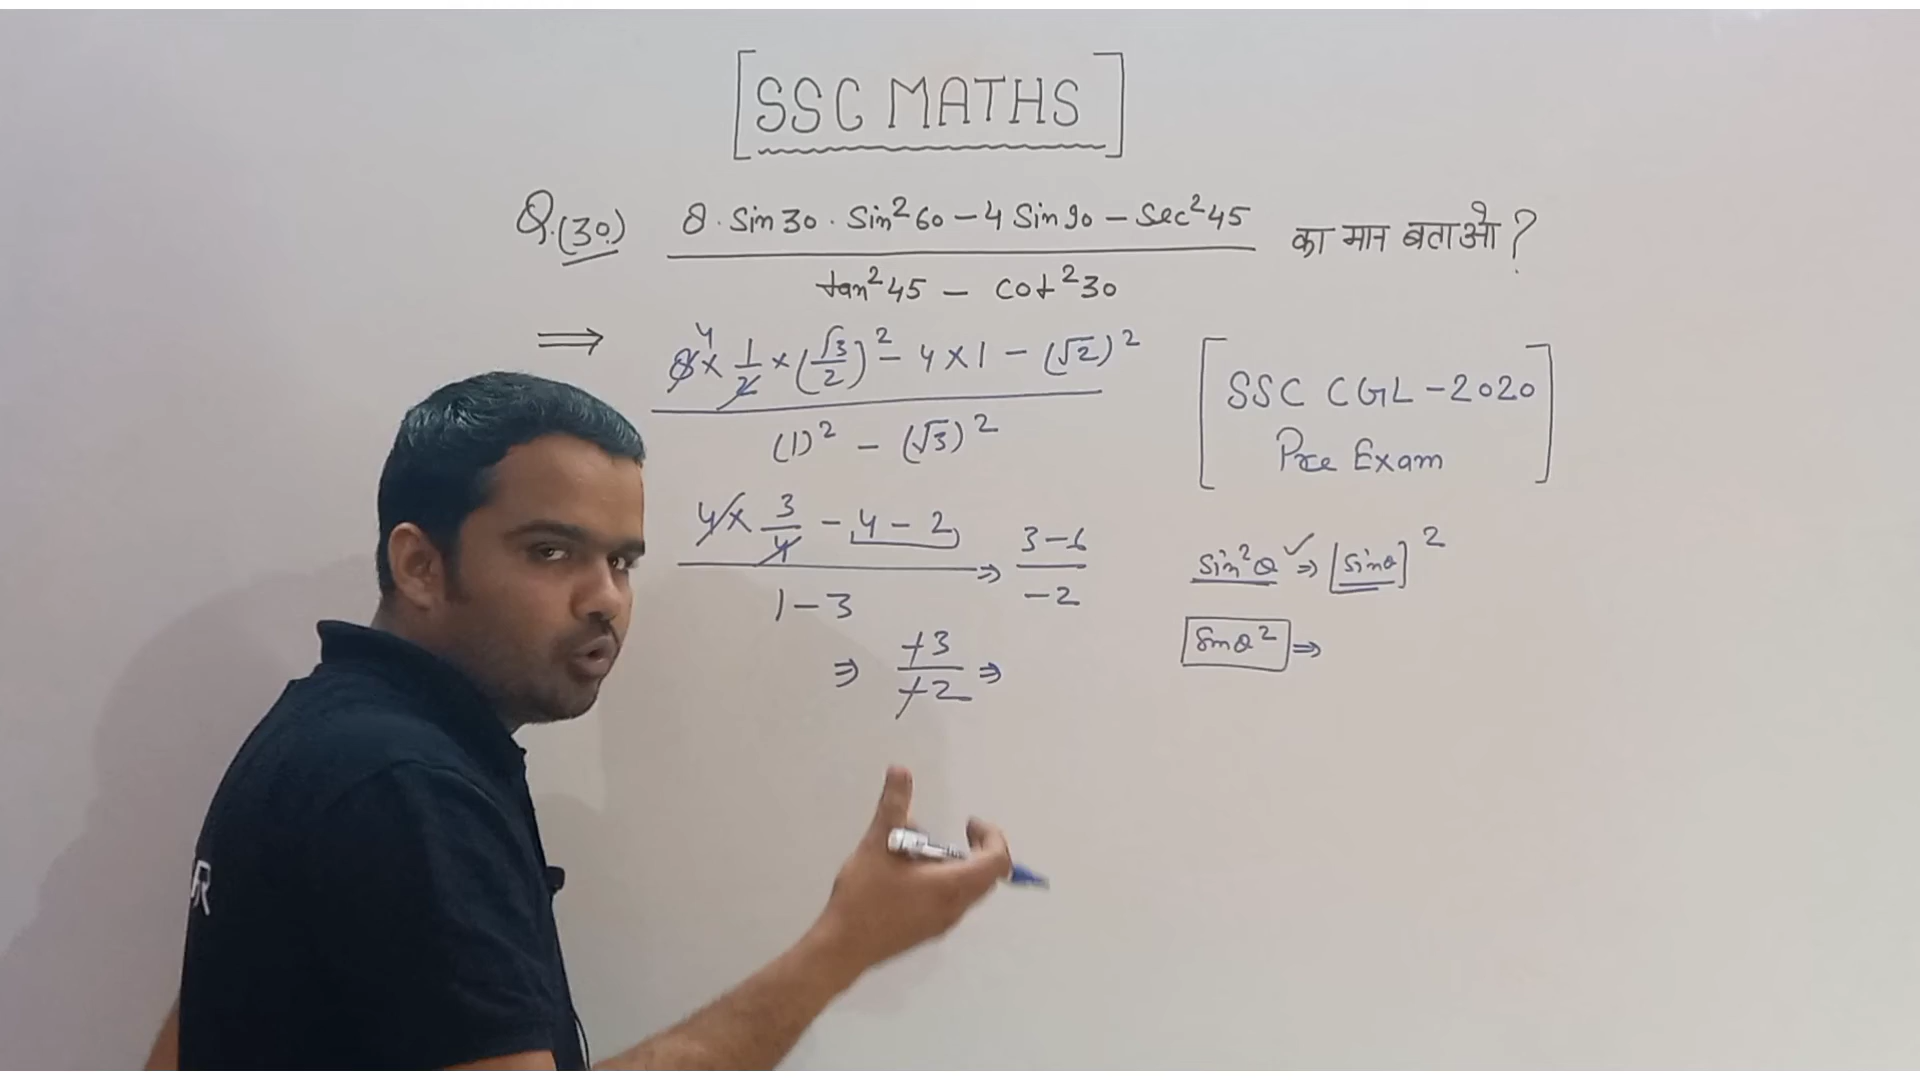 [SSC MATHS]
Q.(30) 8 · Sin 30 · Sin²60 – 4 Sin 90 – Sec²45 का मान बताओ ?
tan²45 – cot²30
⇒ 8 4 × 1/2 × (√3/2)² – 4 × 1 – (√2)²
(1)² – (√3)²
[SSC CGL – 2020
Pre Exam]
4 × 3/4 – 4 – 2 ⇒ 3 – 6
1 – 3     – 2
⇒ +3/+2 ⇒
Sin²θ ✓ ⇒ [Sinθ]²
Sinθ² ⇒